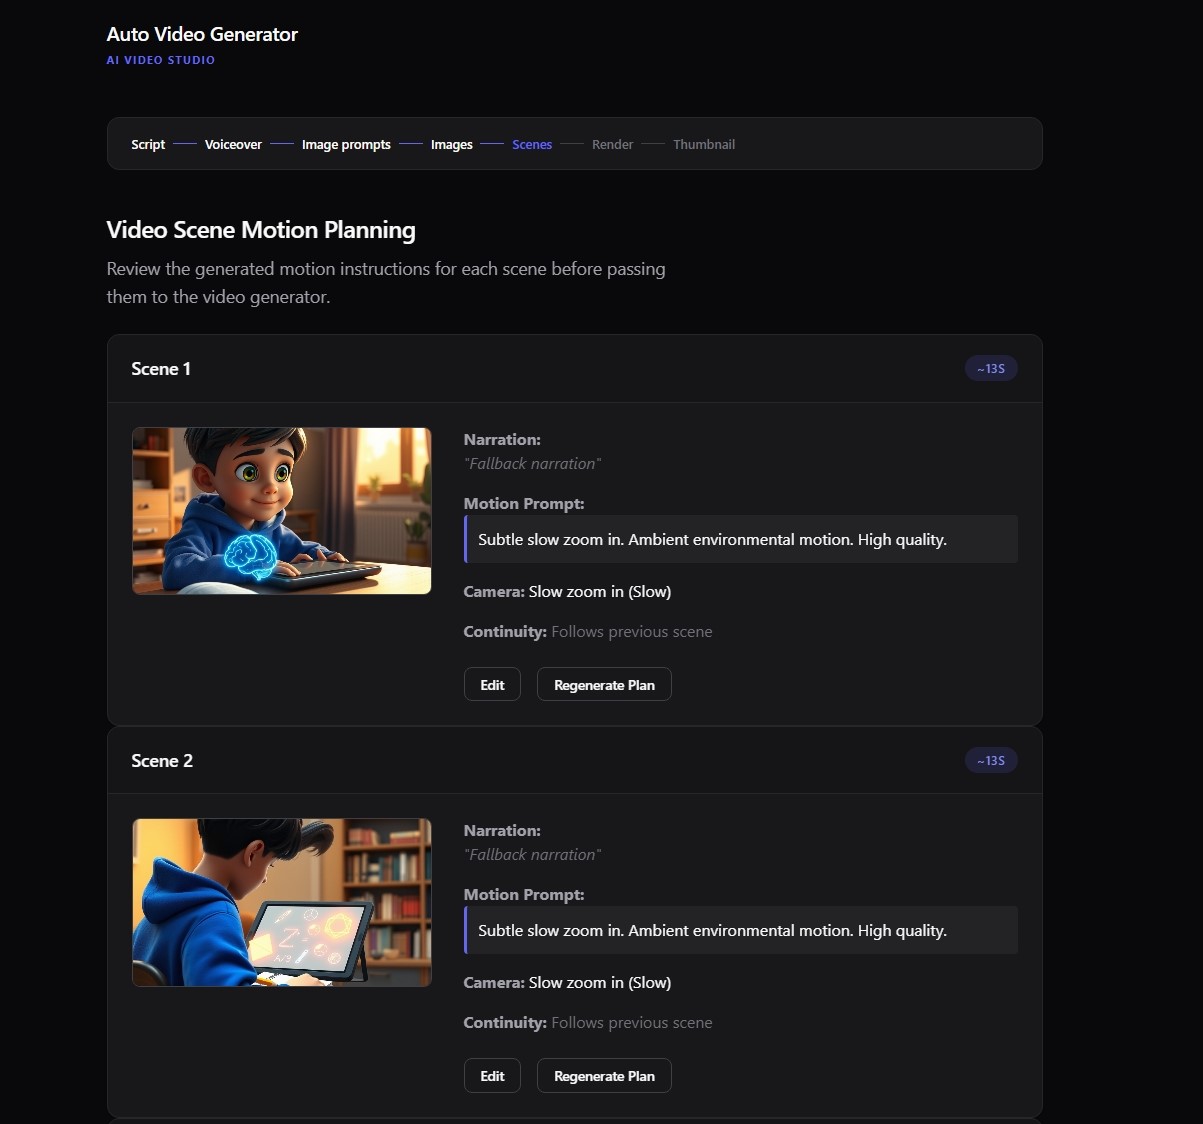 Auto Video Generator
AI VIDEO STUDIO
Script Voiceover Image prompts Images Scenes Render Thumbnail
Video Scene Motion Planning
Review the generated motion instructions for each scene before passing
them to the video generator.
Scene 1
~13S
Narration:
"Fallback narration"
Motion Prompt:
Subtle slow zoom in. Ambient environmental motion. High quality.
Camera: Slow zoom in (Slow)
Continuity: Follows previous scene
Edit
Regenerate Plan
Scene 2
~13S
Narration:
"Fallback narration"
Motion Prompt:
Subtle slow zoom in. Ambient environmental motion. High quality.
Camera: Slow zoom in (Slow)
Continuity: Follows previous scene
Edit
Regenerate Plan